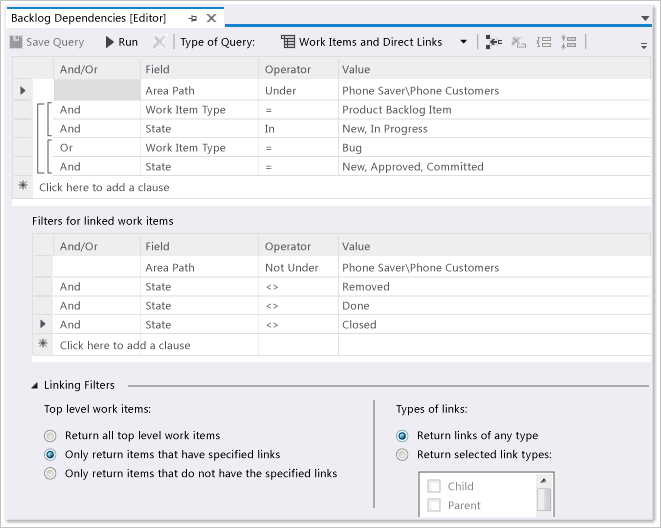 Backlog Dependencies [Editor]
Save Query Run Type of Query: Work Items and Direct Links
And/Or Field Operator Value
Area Path Under Phone Saver\Phone Customers
And Work Item Type = Product Backlog Item
And State In New, In Progress
Or Work Item Type = Bug
And State = New, Approved, Committed
Click here to add a clause
Filters for linked work items
And/Or Field Operator Value
Area Path Not Under Phone Saver\Phone Customers
And State <> Removed
And State <> Done
And State <> Closed
Click here to add a clause
Linking Filters
Top level work items:
Return all top level work items
Only return items that have specified links
Only return items that do not have the specified links
Types of links:
Return links of any type
Return selected link types:
Child
Parent